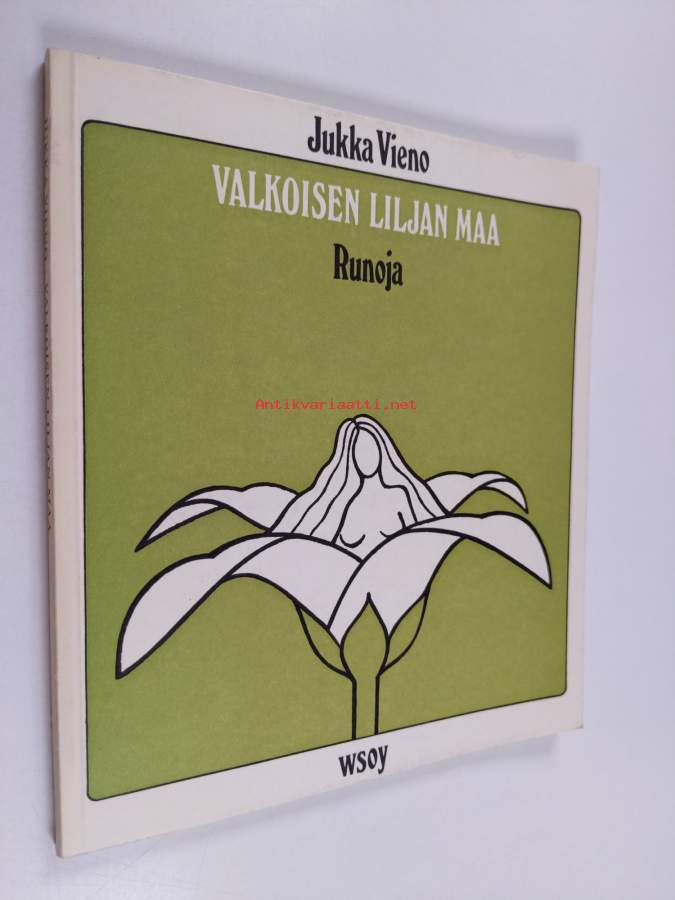 Jukka Vieno
VALKOISEN LILJAN MAA
Runoja
Antikvariaatti.net
wsoy